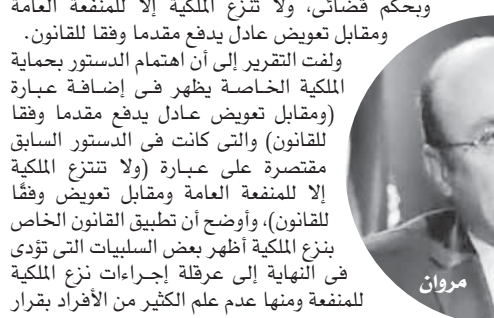 وبحكم قضائى، ولا تنزع الملكية إلا للمنفعة العامة
ومقابل تعويض عادل يدفع مقدما وفقا للقانون.
ولفت التقرير إلى أن اهتمام الدستور بحماية
الملكية الخاصة يظهر فى إضافة عبارة
(ومقابل تعويض عادل يدفع مقدما وفقا
للقانون) والتى كانت فى الدستور السابق
مقتصرة على عبارة (ولا تنتزع الملكية
إلا للمنفعة العامة ومقابل تعويض وفقًا
للقانون)، وأوضح أن تطبيق القانون الخاص
بنزع الملكية أظهر بعض السلبيات التى تؤدى
فى النهاية إلى عرقلة إجراءات نزع الملكية
للمنفعة ومنها عدم علم الكثير من الأفراد بقرار
مروان